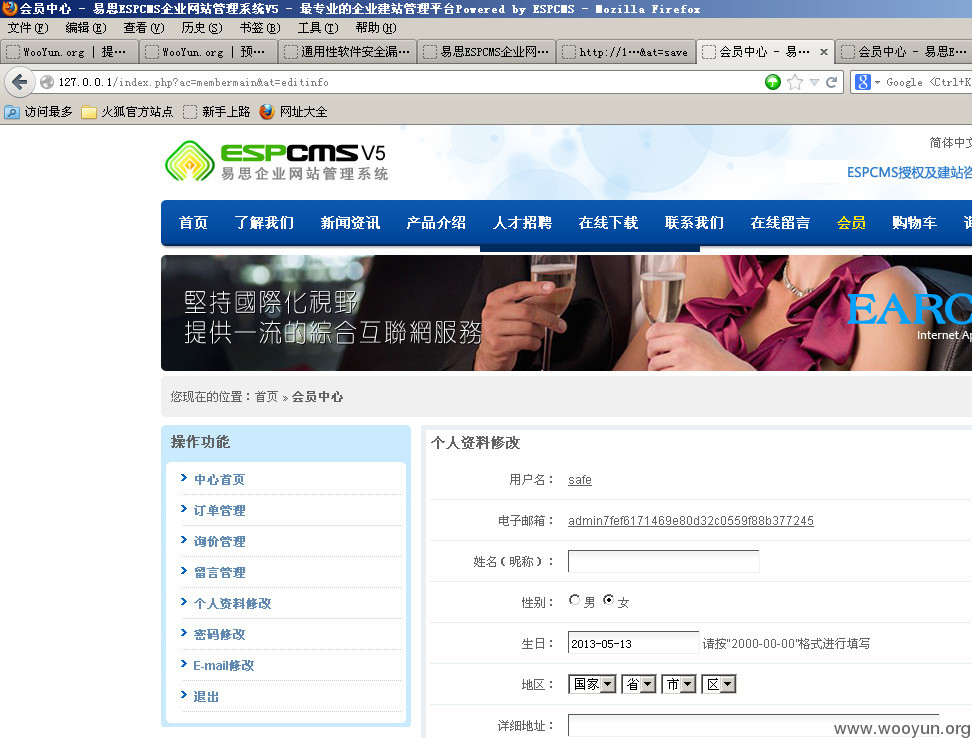 会员中心 - 易思ESPCMS企业网站管理系统V5 - 最专业的企业建站管理平台Powered by ESPCMS - Mozilla Firefox
文件(F) 编辑(E) 查看(V) 历史(S) 书签(B) 工具(T) 帮助(H)
WooYun.org | 提… WooYun.org | 预… 通用性软件安全漏… 易思ESPCMS企业网… http://1…&at=save 会员中心 - 易… × 会员中心 - 易思E…
127.0.0.1/index.php?ac=membermain&at=editinfo Google <Ctrl+K
访问最多 火狐官方站点 新手上路 网址大全
简体中文
ESPCMS V5
易思企业网站管理系统
ESPCMS授权及建站咨
首页 了解我们 新闻资讯 产品介绍 人才招聘 在线下载 联系我们 在线留言 会员 购物车 询
堅持國際化視野
提供一流的綜合互聯網服務
EARC
Internet Ap
您现在的位置：首页 » 会员中心
操作功能
中心首页
订单管理
询价管理
留言管理
个人资料修改
密码修改
E-mail修改
退出
个人资料修改
用户名： safe
电子邮箱： admin7fef6171469e80d32c0559f88b377245
姓名（昵称）：
性别： 男 女
生日： 2013-05-13 请按"2000-00-00"格式进行填写
地区： 国家 省 市 区
详细地址：
www.wooyun.org